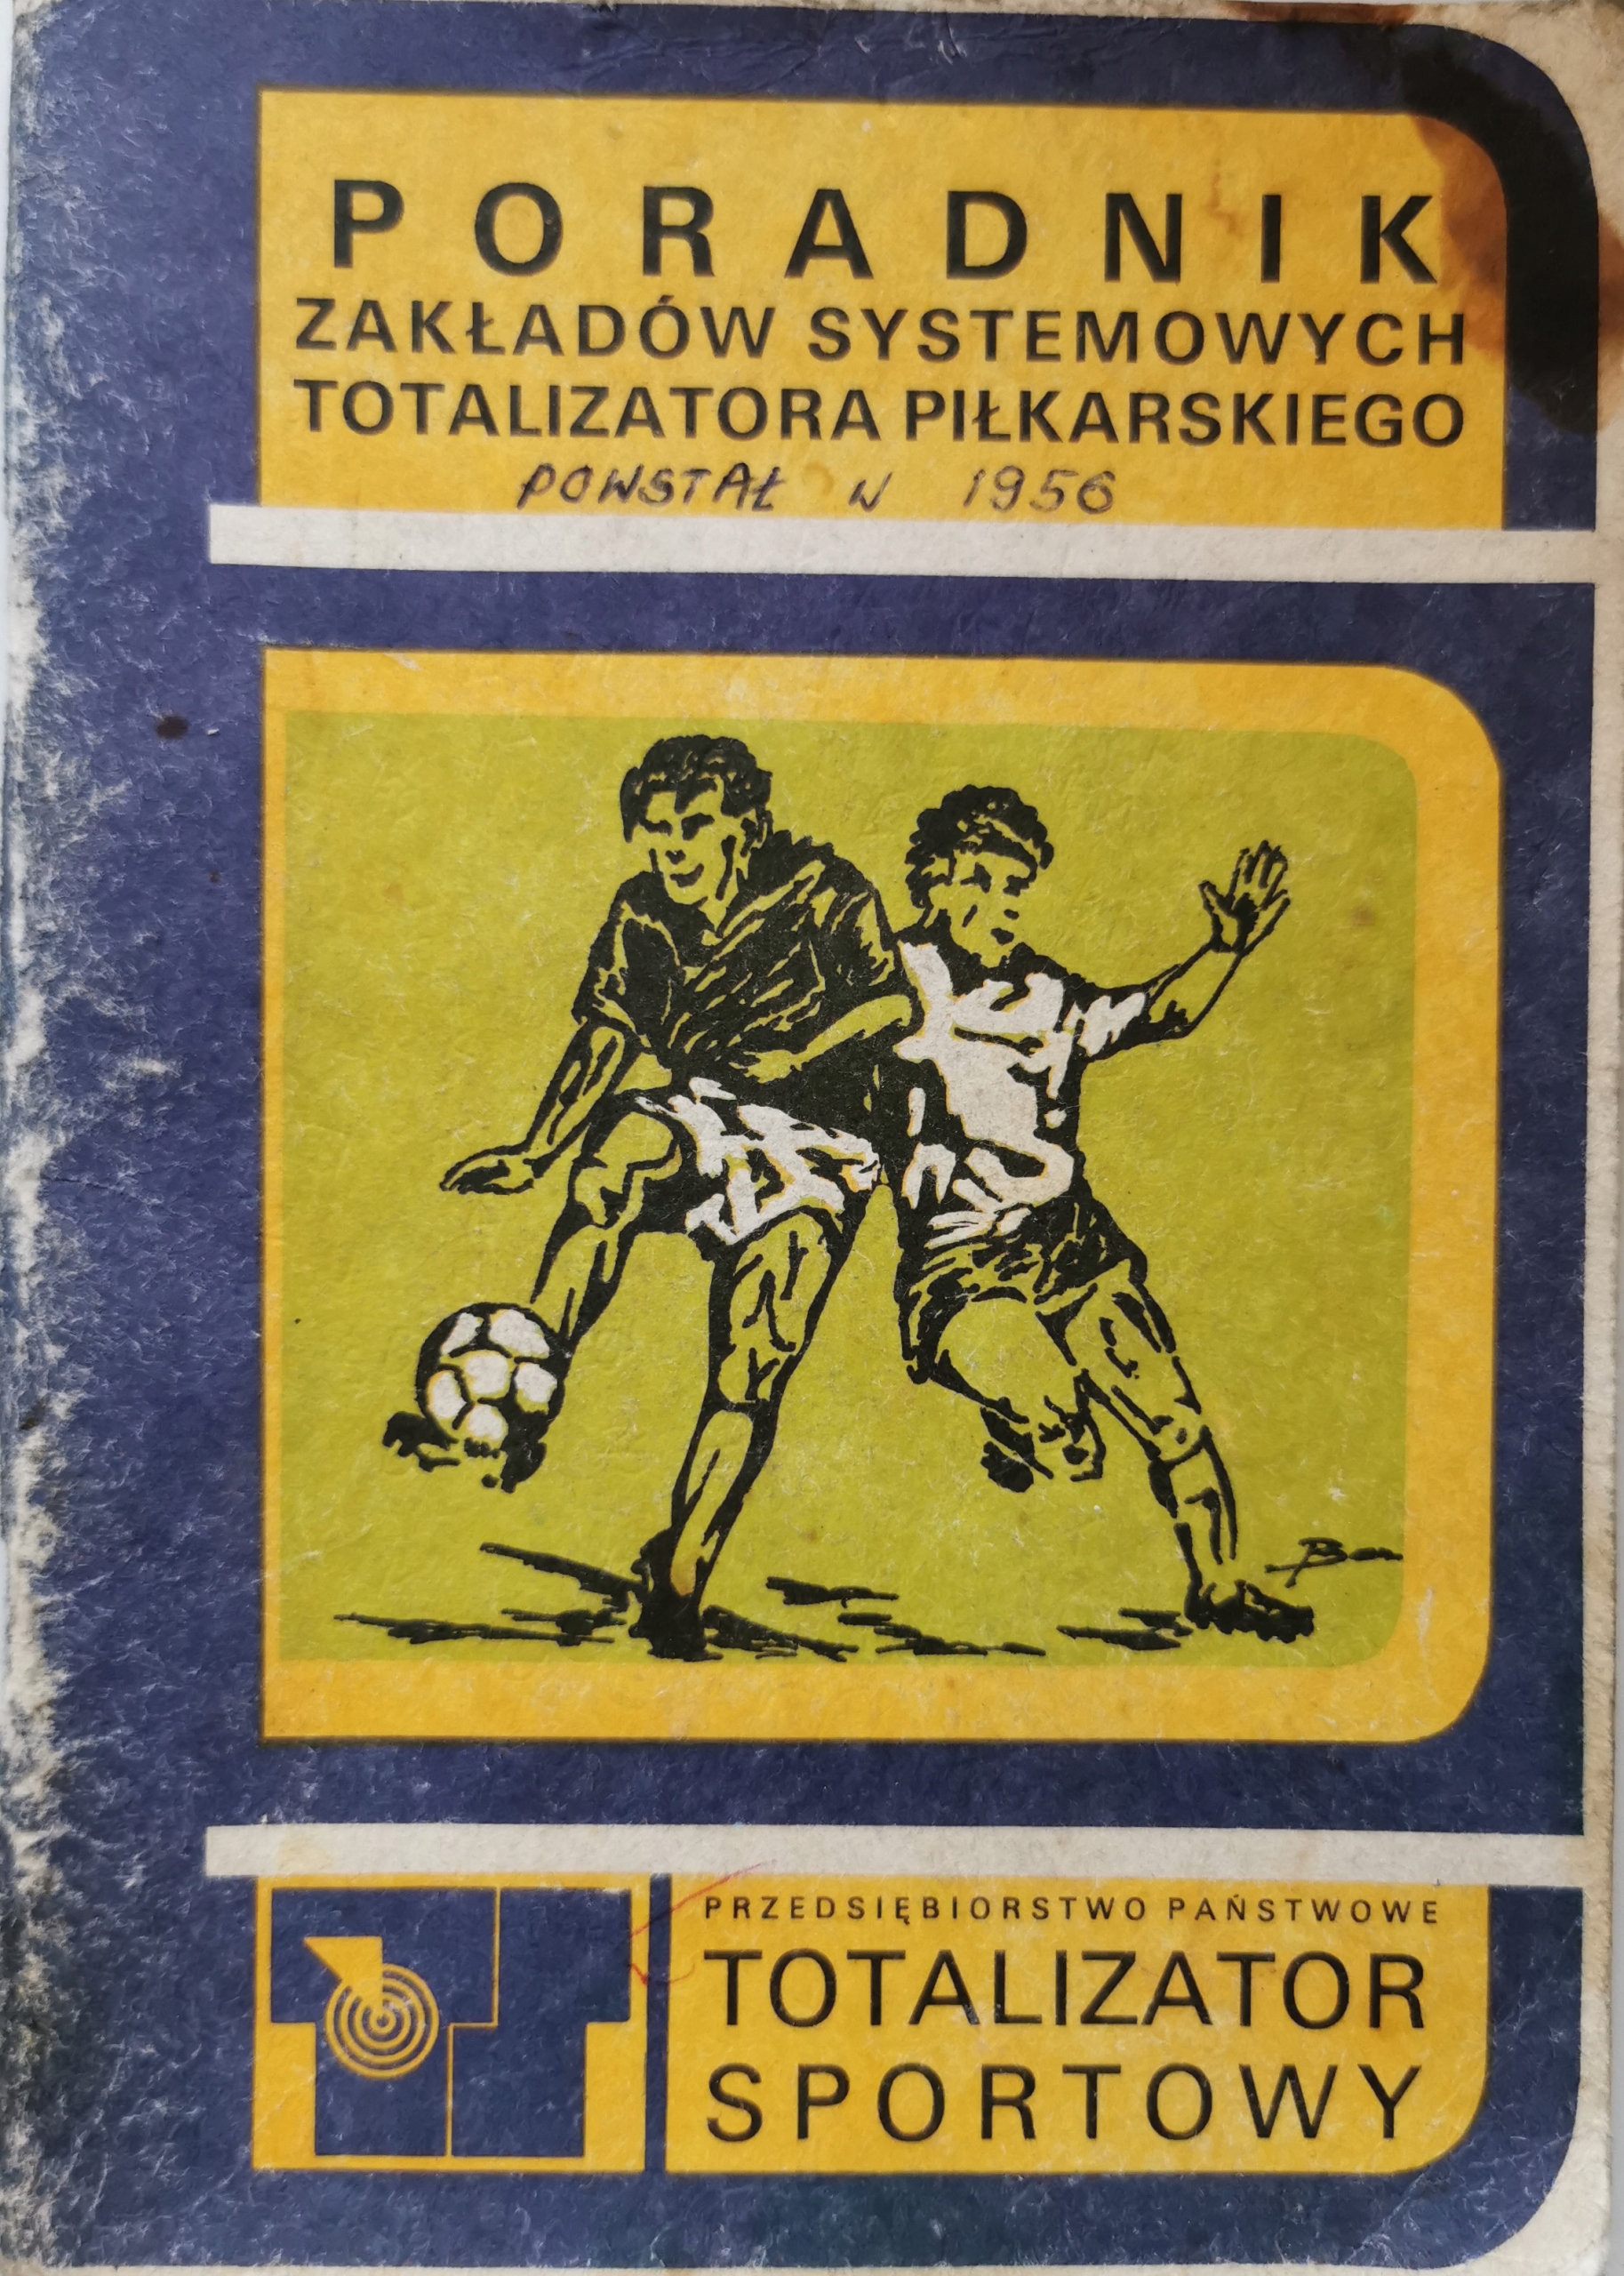 PORADNIK
ZAKŁADÓW SYSTEMOWYCH
TOTALIZATORA PIŁKARSKIEGO
POWSTAŁ W 1956
PRZEDSIĘBIORSTWO PAŃSTWOWE
TOTALIZATOR
SPORTOWY